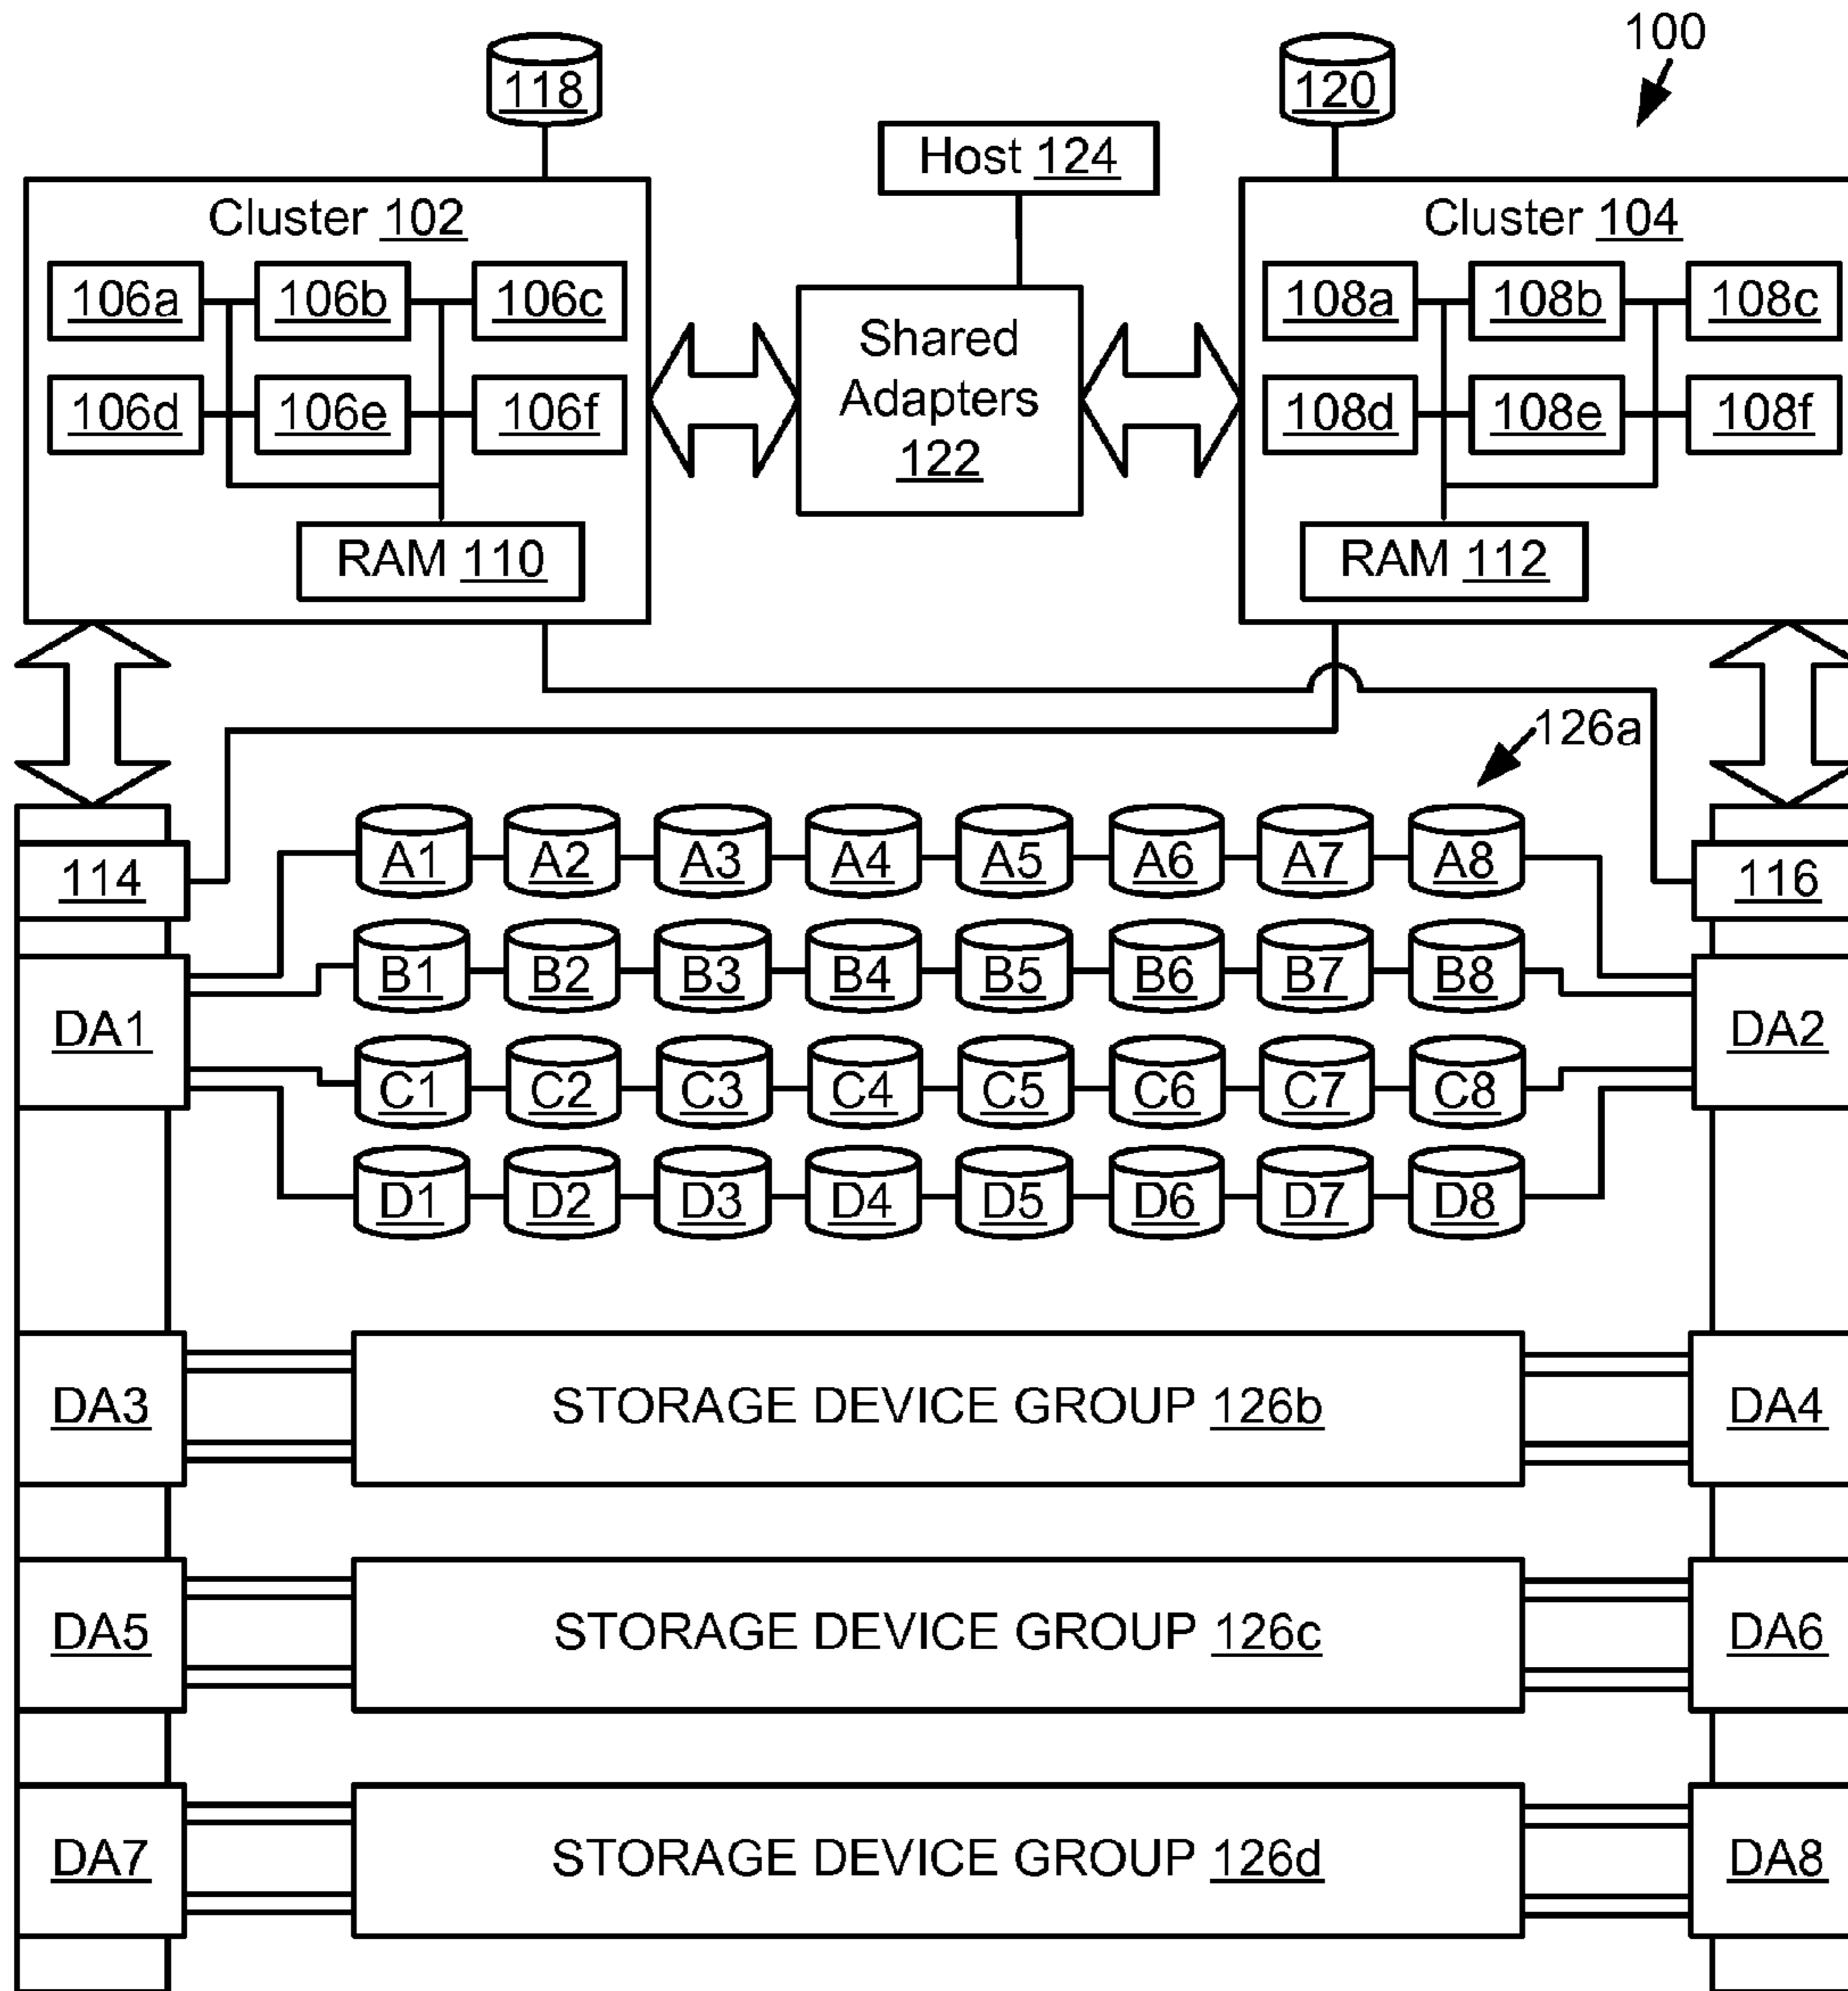 100
118
120
Host 124
Cluster 102
Cluster 104
106a 106b 106c
108a 108b 108c
Shared
Adapters
122
106d 106e 106f
108d 108e 108f
RAM 110
RAM 112
126a
114
A1 A2 A3 A4 A5 A6 A7 A8
116
DA1
B1 B2 B3 B4 B5 B6 B7 B8
DA2
C1 C2 C3 C4 C5 C6 C7 C8
D1 D2 D3 D4 D5 D6 D7 D8
DA3
STORAGE DEVICE GROUP 126b
DA4
DA5
STORAGE DEVICE GROUP 126c
DA6
DA7
STORAGE DEVICE GROUP 126d
DA8